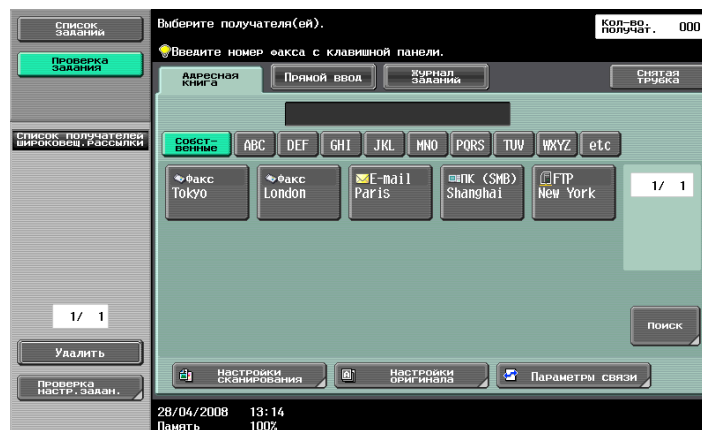 Список
заданий
Проверка
задания
Список получателей
широковещ.рассылки
1/ 1
Удалить
Проверка
настр.задан.
Выберите получателя(ей).
Кол-во.
получат. 000
Введите номер факса с клавишной панели.
Адресная
книга
Прямой ввод
Журнал
заданий
Снятая
трубка
Собст-
венные
ABC
DEF
GHI
JKL
MNO
PQRS
TUV
WXYZ
etc
Факс
Tokyo
Факс
London
E-mail
Paris
ПК (SMB)
Shanghai
FTP
New York
1/ 1
Поиск
Настройки
сканирования
Настройки
оригинала
Параметры связи
28/04/2008 13:14
Память 100%